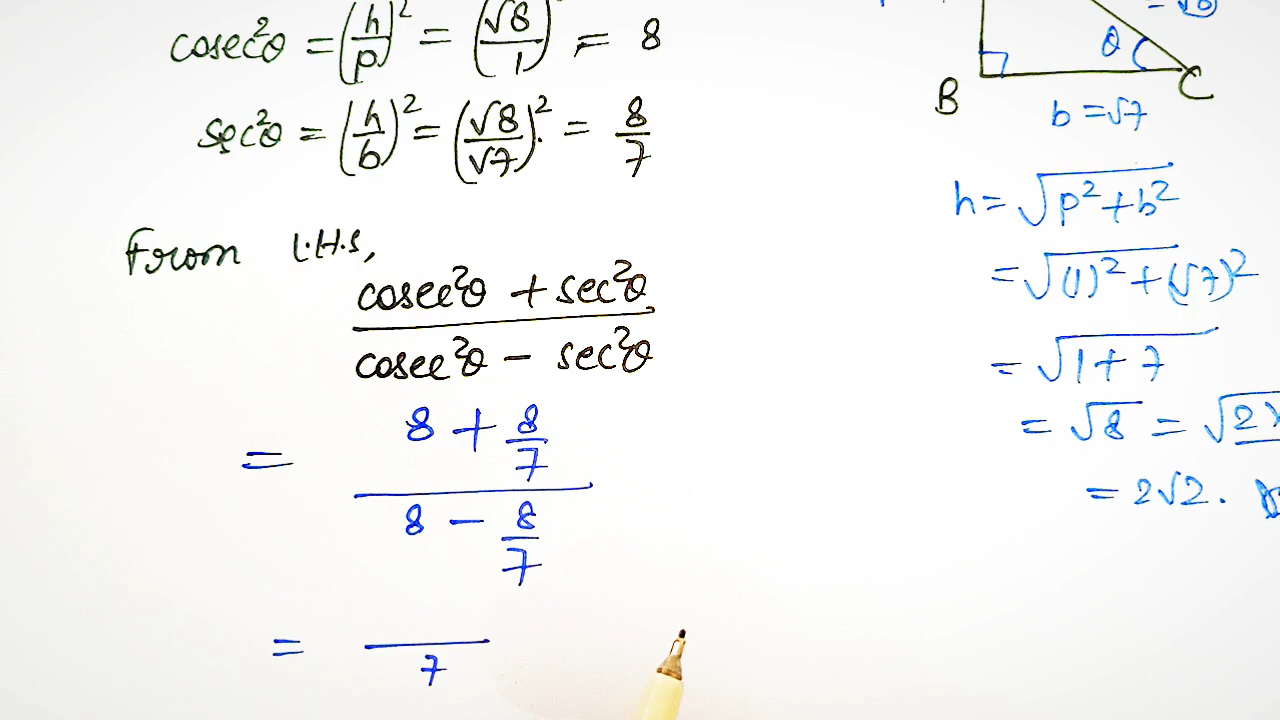 cosec²θ = (h/p)² = (√8/1)² = 8
sec²θ = (h/b)² = (√8/√7)² = 8/7
From L.H.S,
cosec²θ + sec²θ
cosec²θ − sec²θ
= 8 + 8/7
8 − 8/7
= 7
θ
B
C
b = √7
h = √p² + b²
= √(1)² + (√7)²
= √1 + 7
= √8 = √2
= 2√2.